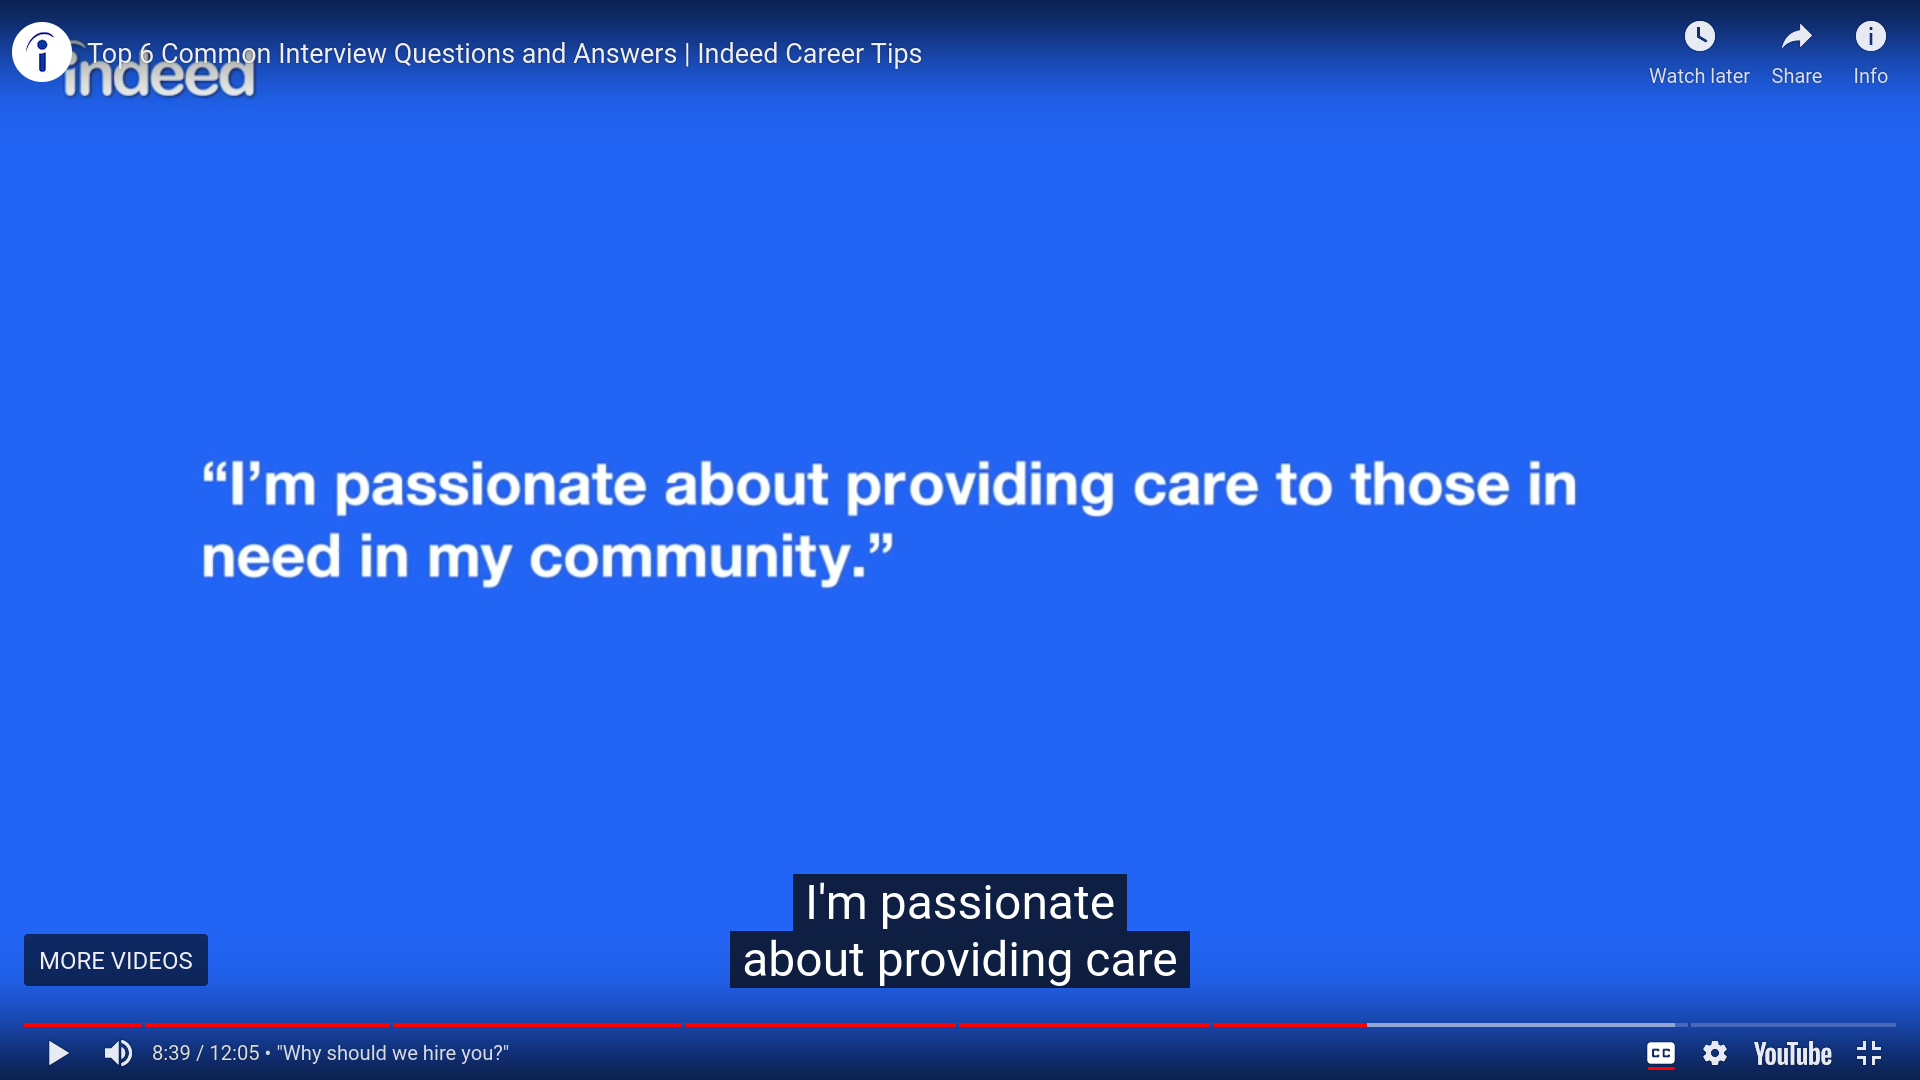 Top 6 Common Interview Questions and Answers | Indeed Career Tips
indeed
Watch later
Share
Info
“I’m passionate about providing care to those in
need in my community.”
I'm passionate
about providing care
MORE VIDEOS
8:39 / 12:05 • "Why should we hire you?"
CC
YouTube